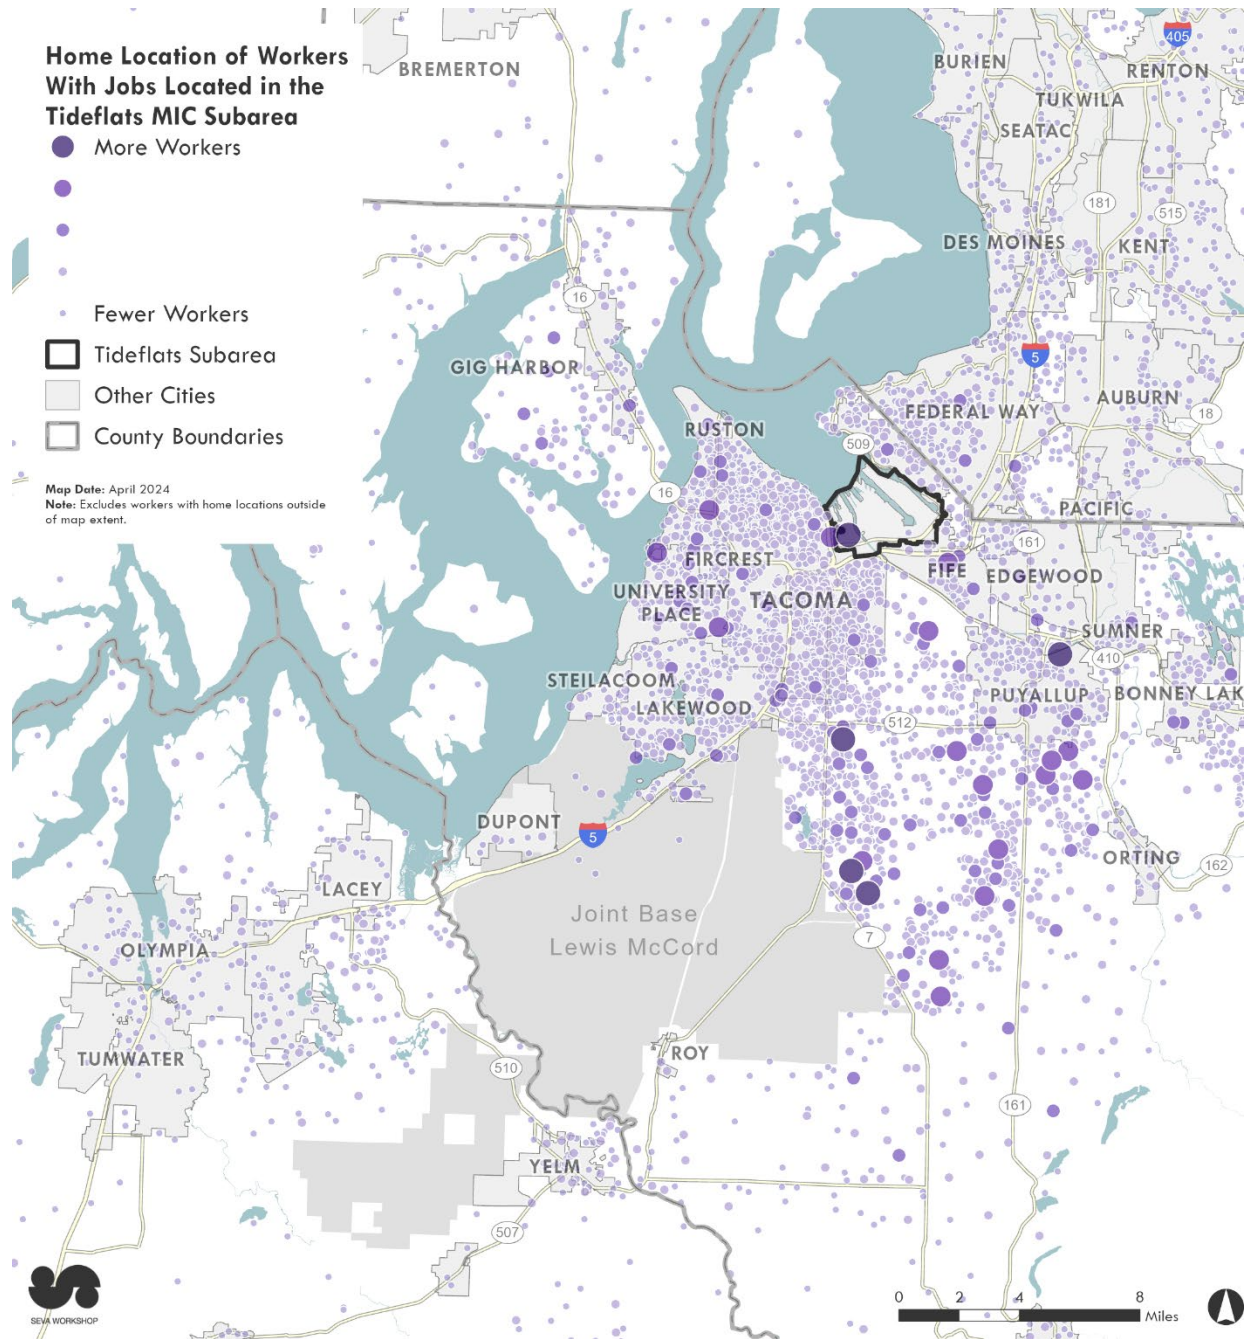 Home Location of Workers
With Jobs Located in the
Tideflats MIC Subarea
More Workers
Fewer Workers
Tideflats Subarea
Other Cities
County Boundaries
Map Date: April 2024
Note: Excludes workers with home locations outside
of map extent.
BREMERTON
BURIEN
405
RENTON
TUKWILA
SEATAC
181
515
DES MOINES
KENT
16
5
GIG HARBOR
AUBURN
FEDERAL WAY
18
RUSTON
509
16
PACIFIC
161
FIRCREST
FIFE
EDGEWOOD
UNIVERSITY
PLACE
TACOMA
SUMNER
410
STEILACOOM
PUYALLUP
BONNEY LAK
LAKEWOOD
512
DUPONT
5
ORTING
162
LACEY
Joint Base
Lewis McCord
7
OLYMPIA
ROY
TUMWATER
510
161
YELM
507
SEVA WORKSHOP
0 2 4 8
Miles